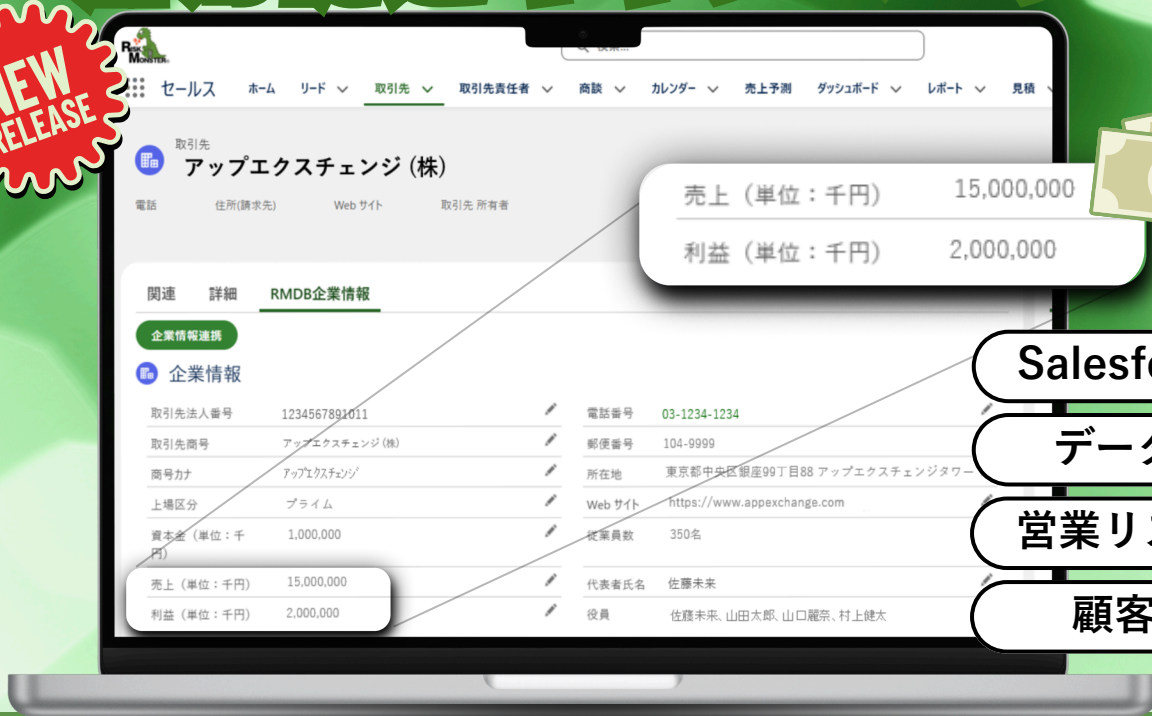 NEW
RELEASE
RISK
MONSTER
セールス ホーム リード 取引先 取引先責任者 商談 カレンダー 売上予測 ダッシュボード レポート 見積
取引先
アップエクスチェンジ (株)
電話 住所(請求先) Web サイト 取引先 所有者
売上（単位：千円） 15,000,000
利益（単位：千円） 2,000,000
関連 詳細 RMDB企業情報
企業情報連携
企業情報
取引先法人番号 1234567891011 電話番号 03-1234-1234
取引先商号 アップエクスチェンジ (株) 郵便番号 104-9999
商号カナ アップエクスチェンジ 所在地 東京都中央区銀座99丁目88 アップエクスチェンジタワー
上場区分 プライム Web サイト https://www.appexchange.com
資本金（単位：千円） 1,000,000 従業員数 350名
売上（単位：千円） 15,000,000 代表者氏名 佐藤未来
利益（単位：千円） 2,000,000 役員 佐藤未来、山田太郎、山口麗奈、村上健太
Salesf
データ
営業リス
顧客